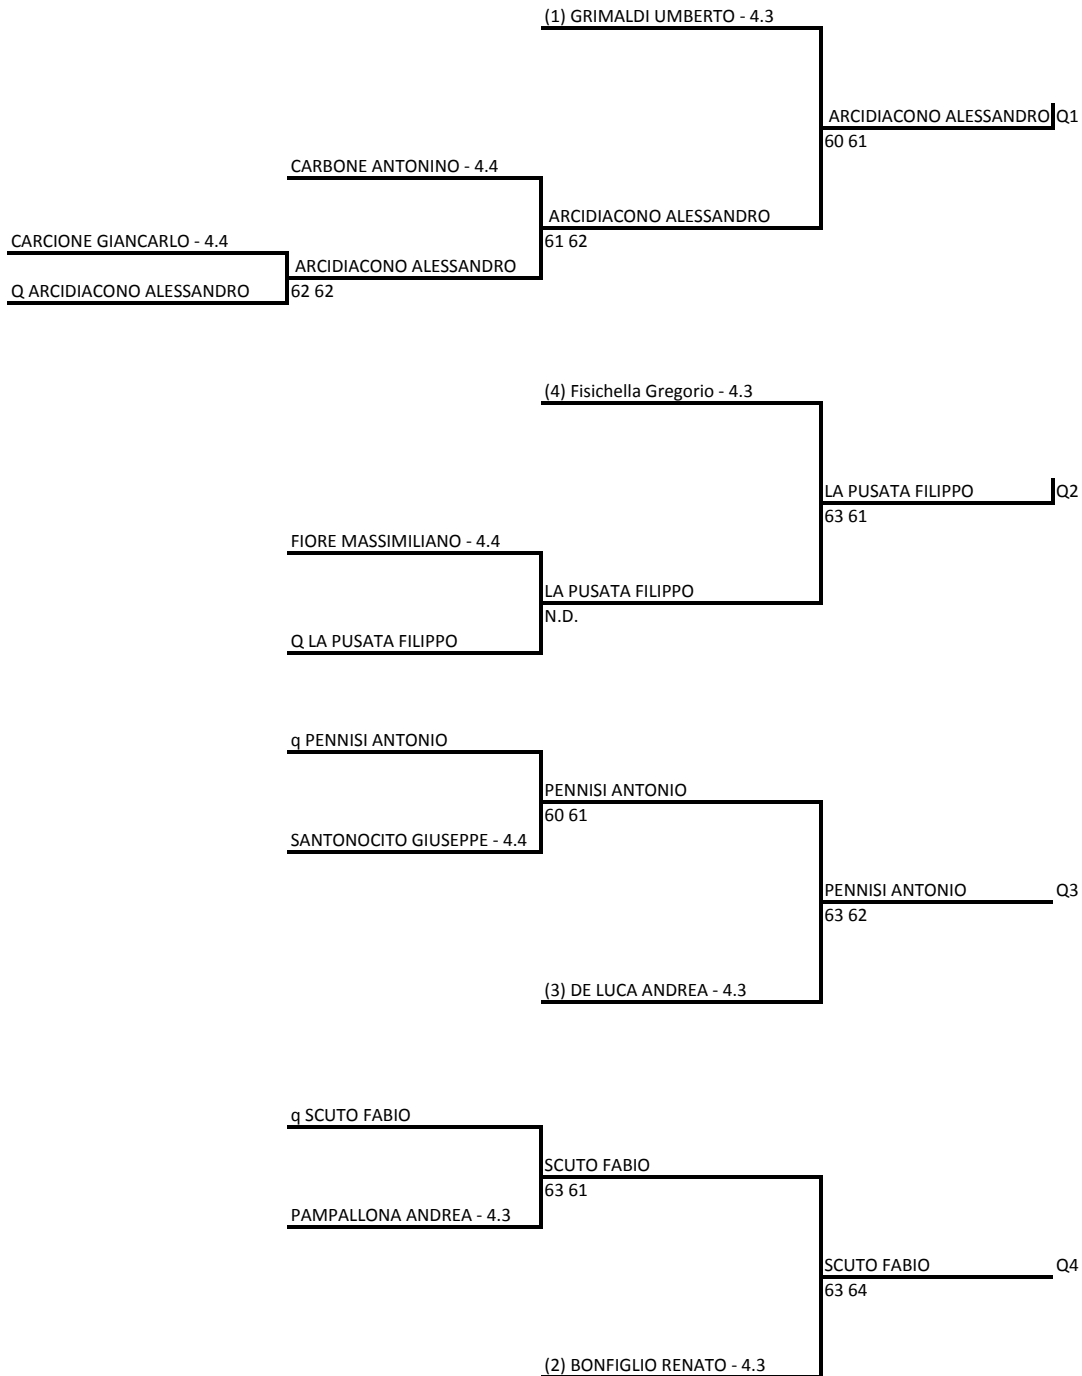 (1) GRIMALDI UMBERTO - 4.3
ARCIDIACONO ALESSANDRO Q1
60 61
CARBONE ANTONINO - 4.4
ARCIDIACONO ALESSANDRO
CARCIONE GIANCARLO - 4.4
61 62
ARCIDIACONO ALESSANDRO
Q ARCIDIACONO ALESSANDRO
62 62
(4) Fisichella Gregorio - 4.3
LA PUSATA FILIPPO Q2
63 61
FIORE MASSIMILIANO - 4.4
LA PUSATA FILIPPO
N.D.
Q LA PUSATA FILIPPO
q PENNISI ANTONIO
PENNISI ANTONIO
60 61
SANTONOCITO GIUSEPPE - 4.4
PENNISI ANTONIO Q3
63 62
(3) DE LUCA ANDREA - 4.3
q SCUTO FABIO
SCUTO FABIO
63 61
PAMPALLONA ANDREA - 4.3
SCUTO FABIO Q4
63 64
(2) BONFIGLIO RENATO - 4.3